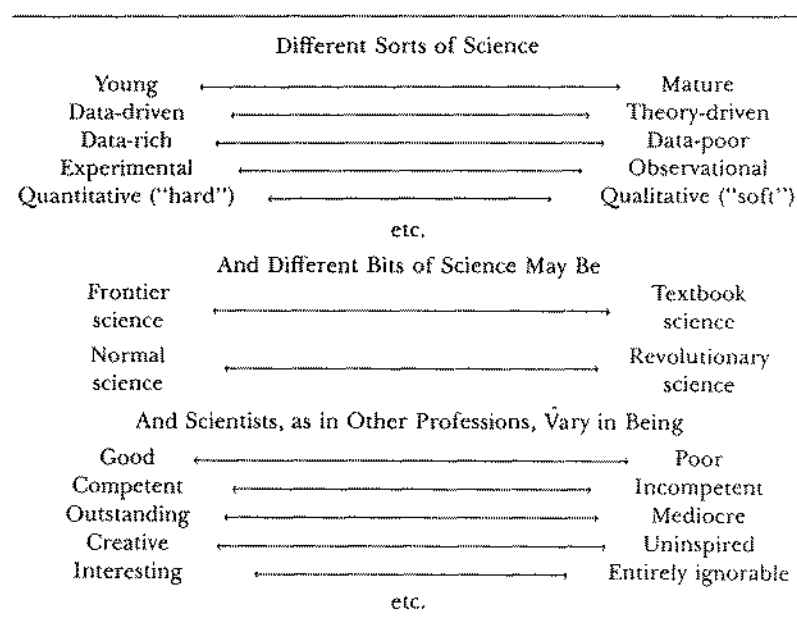 Different Sorts of Science
Young Mature
Data-driven Theory-driven
Data-rich Data-poor
Experimental Observational
Quantitative ("hard") Qualitative ("soft")
etc.
And Different Bits of Science May Be
Frontier Textbook
science science
Normal Revolutionary
science science
And Scientists, as in Other Professions, Vary in Being
Good Poor
Competent Incompetent
Outstanding Mediocre
Creative Uninspired
Interesting Entirely ignorable
etc.